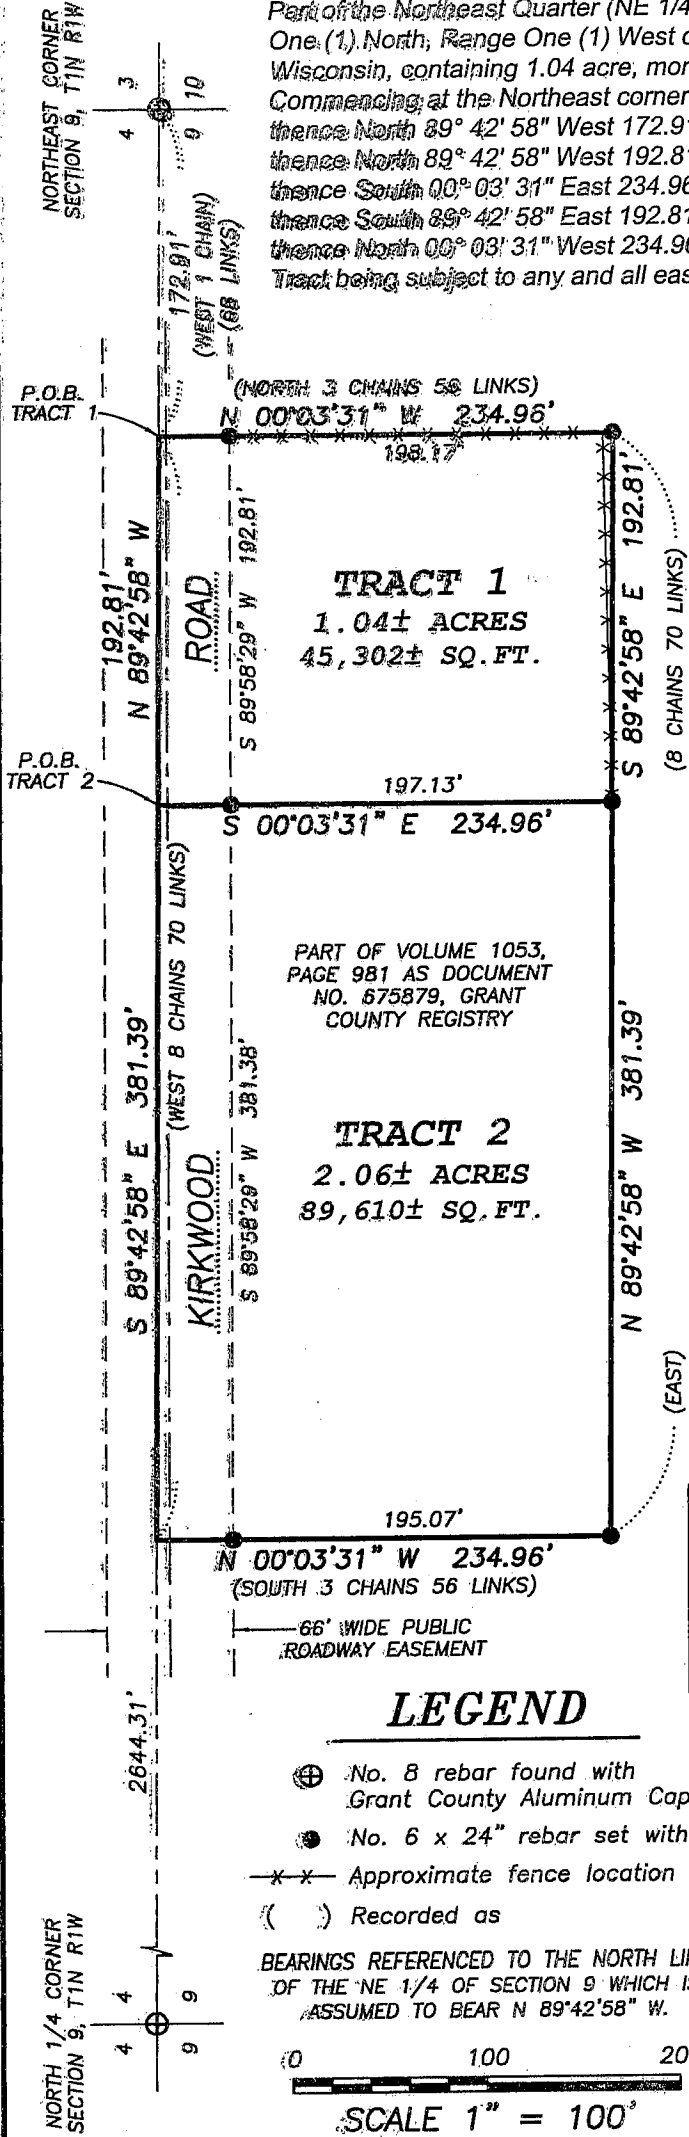 Part of the Northeast Quarter (NE 1/4
One (1) North, Range One (1) West o
Wisconsin, containing 1.04 acre, mor
Commencing at the Northeast corner
thence North 89° 42' 58" West 172.91
thence North 89° 42' 58" West 192.81
thence South 00° 03' 31" East 234.96
thence South 89° 42' 58" East 192.81
thence North 00° 03' 31" West 234.96
Tract being subject to any and all eas
NORTHEAST CORNER
SECTION 9, T1N R1W
4 3
9 10
172.91'
(WEST 1 CHAIN)
(68 LINKS)
P.O.B.
TRACT 1
(NORTH 3 CHAINS 56 LINKS)
N 00°03'31" W 234.96'
198.17'
192.81'
N 89°42'58" W
ROAD
S 89°58'29" W 192.81'
TRACT 1
1.04± ACRES
45,302± SQ.FT.
S 89°42'58" E 192.81'
(8 CHAINS 70 LINKS)
P.O.B.
TRACT 2
197.13'
S 00°03'31" E 234.96'
S 89°42'58" E 381.39'
(WEST 8 CHAINS 70 LINKS)
KIRKWOOD
S 89°58'29" W 381.38'
PART OF VOLUME 1053,
PAGE 981 AS DOCUMENT
NO. 675879, GRANT
COUNTY REGISTRY
TRACT 2
2.06± ACRES
89,610± SQ.FT.
N 89°42'58" W 381.39'
(EAST)
195.07'
N 00°03'31" W 234.96'
(SOUTH 3 CHAINS 56 LINKS)
66' WIDE PUBLIC
ROADWAY EASEMENT
2644.31'
LEGEND
No. 8 rebar found with
Grant County Aluminum Cap
No. 6 x 24" rebar set with
Approximate fence location
( ) Recorded as
BEARINGS REFERENCED TO THE NORTH LI
OF THE NE 1/4 OF SECTION 9 WHICH I
ASSUMED TO BEAR N 89°42'58" W.
NORTH 1/4 CORNER
SECTION 9, T1N R1W
4 4
4 9
9
0 100 20
SCALE 1" = 100'